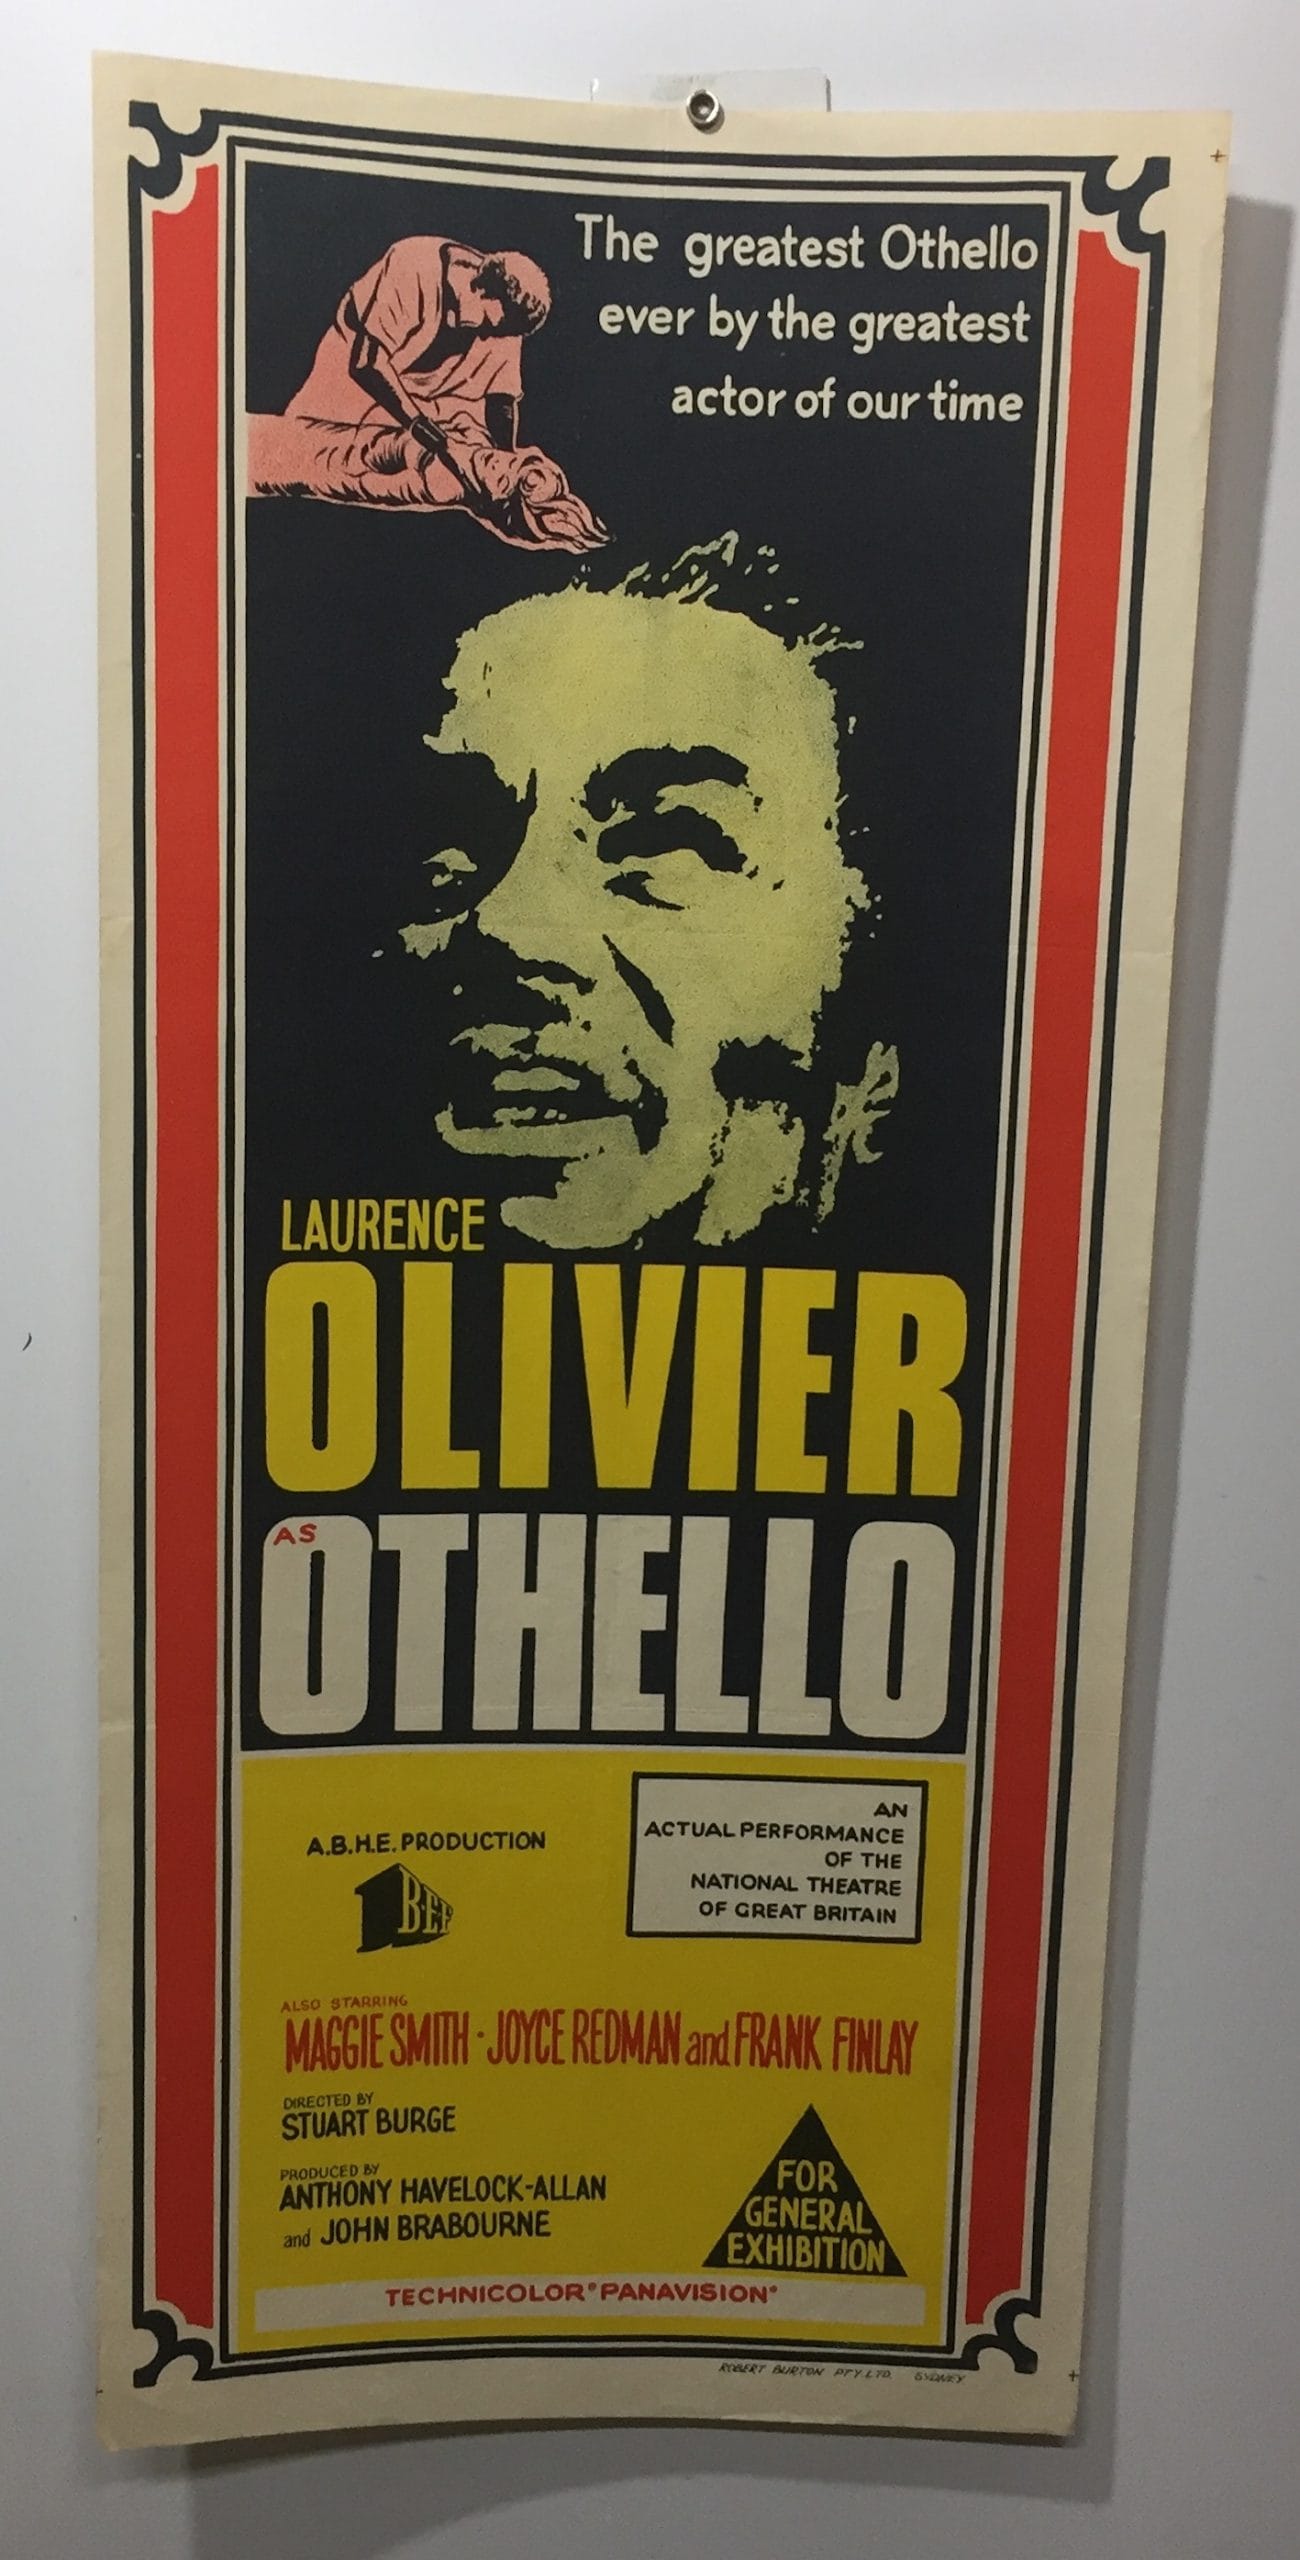 The greatest Othello
ever by the greatest
actor of our time
LAURENCE
OLIVIER
AS
OTHELLO
A.B.H.E. PRODUCTION
BEF
AN
ACTUAL PERFORMANCE
OF THE
NATIONAL THEATRE
OF GREAT BRITAIN
ALSO STARRING
MAGGIE SMITH · JOYCE REDMAN and FRANK FINLAY
DIRECTED BY
STUART BURGE
PRODUCED BY
ANTHONY HAVELOCK-ALLAN
and JOHN BRABOURNE
FOR
GENERAL
EXHIBITION
TECHNICOLOR® PANAVISION®
ROBERT BURTON PTY. LTD. SYDNEY